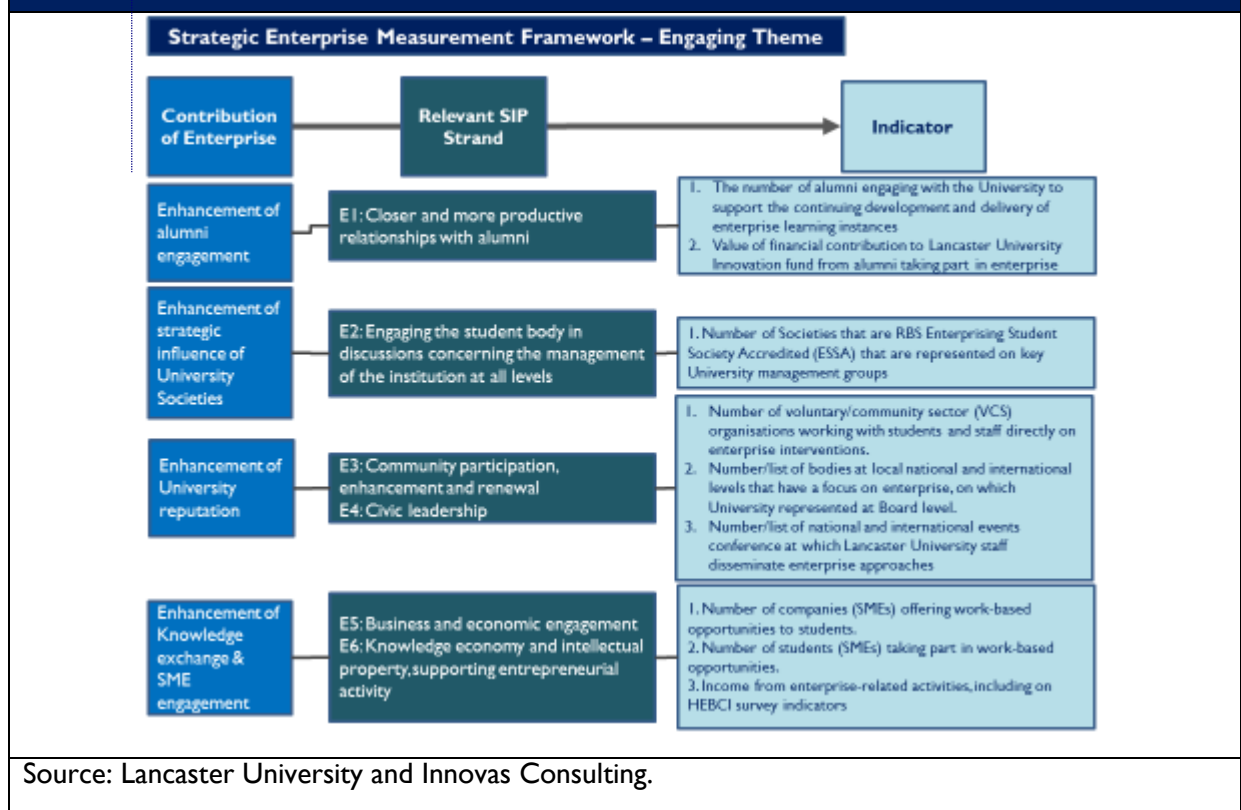 Strategic Enterprise Measurement Framework – Engaging Theme
Contribution
of Enterprise
Relevant SIP
Strand
Indicator
Enhancement of
alumni
engagement
E1: Closer and more productive
relationships with alumni
1. The number of alumni engaging with the University to
support the continuing development and delivery of
enterprise learning instances
2. Value of financial contribution to Lancaster University
Innovation fund from alumni taking part in enterprise
Enhancement of
strategic
influence of
University
Societies
E2: Engaging the student body in
discussions concerning the management
of the institution at all levels
1. Number of Societies that are RBS Enterprising Student
Society Accredited (ESSA) that are represented on key
University management groups
Enhancement of
University
reputation
E3: Community participation,
enhancement and renewal
E4: Civic leadership
1. Number of voluntary/community sector (VCS)
organisations working with students and staff directly on
enterprise interventions.
2. Number/list of bodies at local national and international
levels that have a focus on enterprise, on which
University represented at Board level.
3. Number/list of national and international events
conference at which Lancaster University staff
disseminate enterprise approaches
Enhancement of
Knowledge
exchange &
SME
engagement
E5: Business and economic engagement
E6: Knowledge economy and intellectual
property, supporting entrepreneurial
activity
1. Number of companies (SMEs) offering work-based
opportunities to students.
2. Number of students (SMEs) taking part in work-based
opportunities.
3. Income from enterprise-related activities, including on
HEBCI survey indicators
Source: Lancaster University and Innovas Consulting.